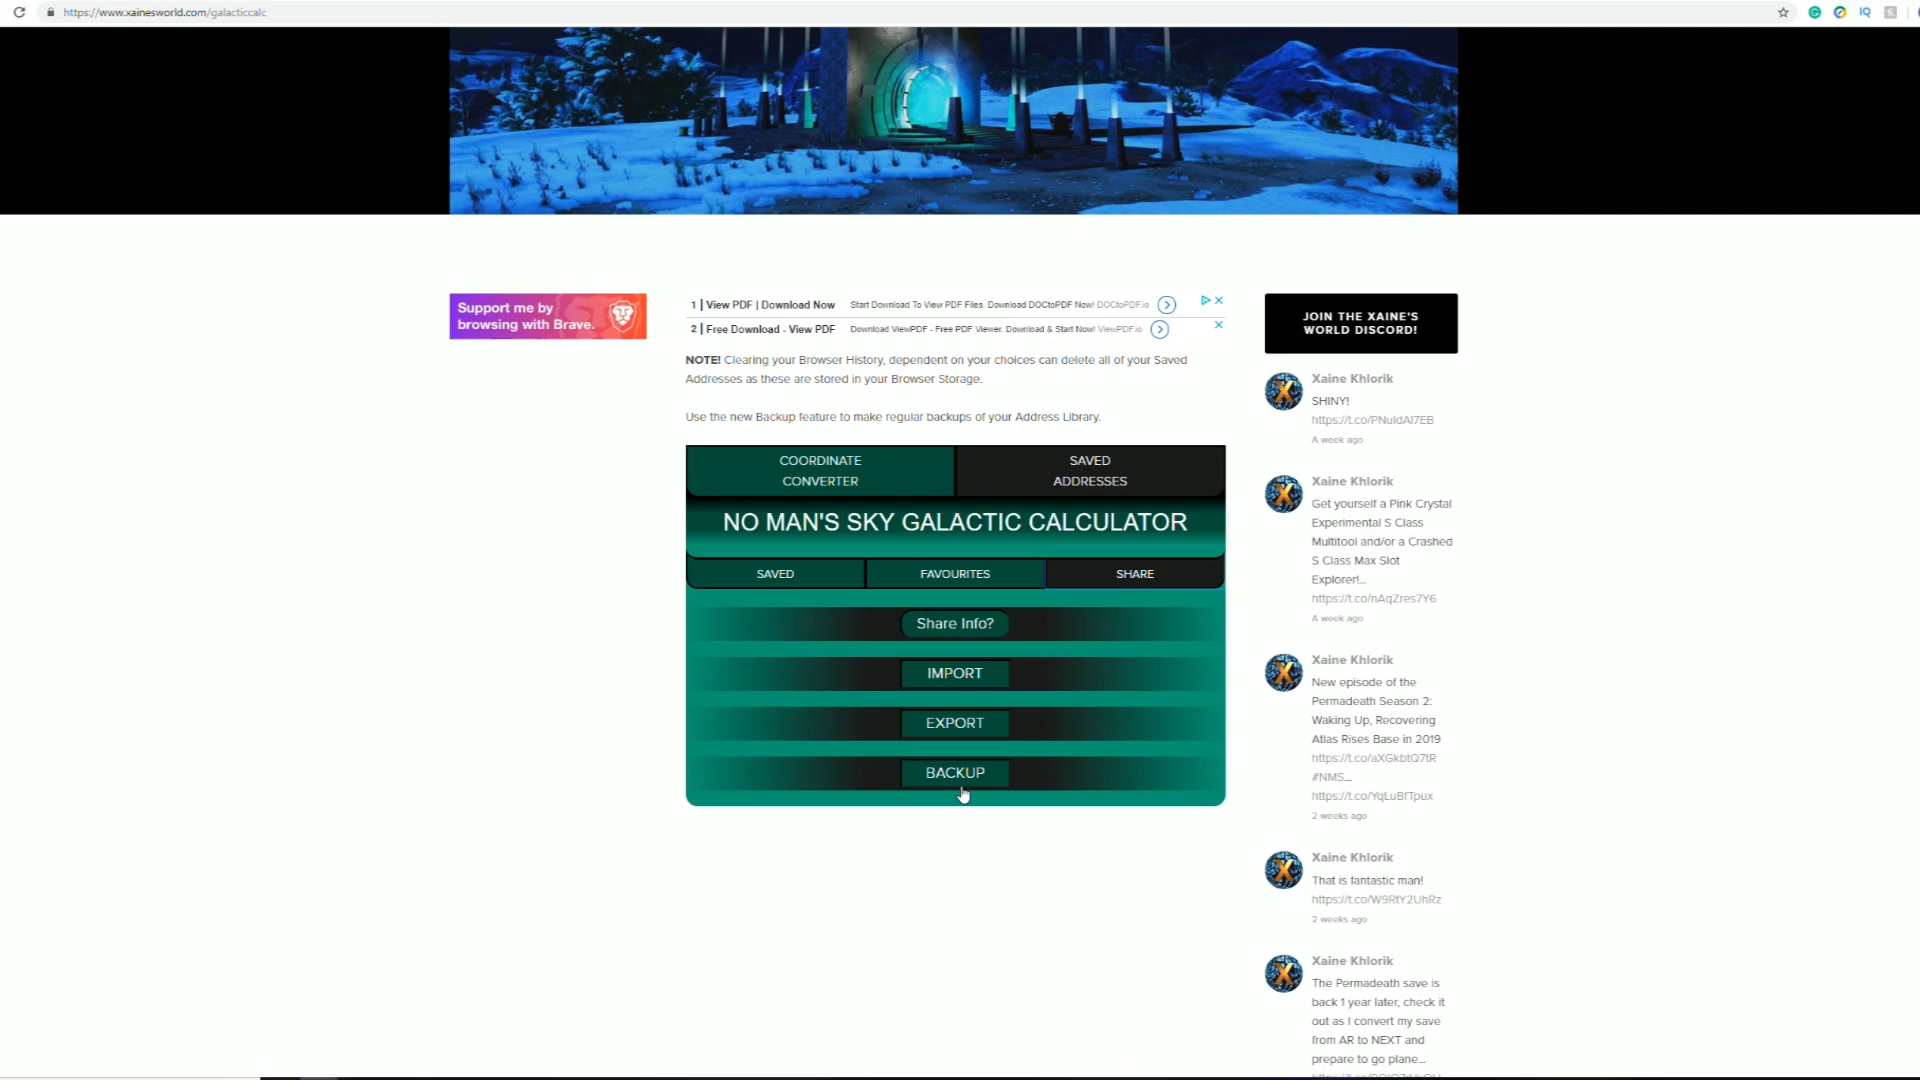 https://www.xainesworld.com/galacticcalc
IQ
Support me by
browsing with Brave.
1 | View PDF | Download Now Start Download To View PDF Files. Download DOCtoPDF Now! DOCtoPDF.io
2 | Free Download - View PDF Download ViewPDF - Free PDF Viewer. Download & Start Now! ViewPDF.io
NOTE! Clearing your Browser History, dependent on your choices can delete all of your Saved
Addresses as these are stored in your Browser Storage.
Use the new Backup feature to make regular backups of your Address Library.
COORDINATE
CONVERTER
SAVED
ADDRESSES
NO MAN'S SKY GALACTIC CALCULATOR
SAVED
FAVOURITES
SHARE
Share Info?
IMPORT
EXPORT
BACKUP
JOIN THE XAINE'S
WORLD DISCORD!
Xaine Khlorik
SHINY!
https://t.co/PNuIdAI7EB
A week ago
Xaine Khlorik
Get yourself a Pink Crystal
Experimental S Class
Multitool and/or a Crashed
S Class Max Slot
Explorer!...
https://t.co/nAqZres7Y6
A week ago
Xaine Khlorik
New episode of the
Permadeath Season 2:
Waking Up, Recovering
Atlas Rises Base in 2019
https://t.co/aXGkbtQ7tR
#NMS...
https://t.co/YqLuBfTpux
2 weeks ago
Xaine Khlorik
That is fantastic man!
https://t.co/W9RtY2UhRz
2 weeks ago
Xaine Khlorik
The Permadeath save is
back 1 year later, check it
out as I convert my save
from AR to NEXT and
prepare to go plane...